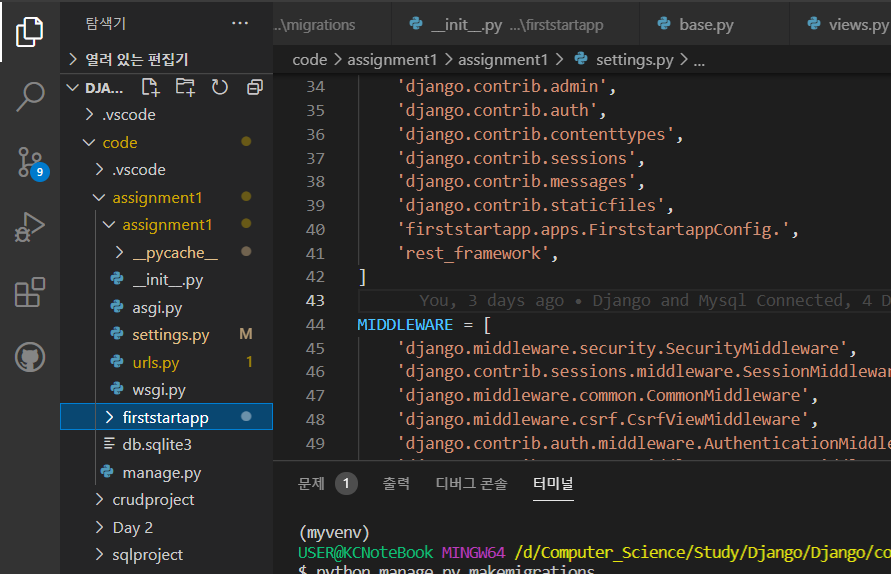 탐색기 ...
..\migrations
__init__.py ...\firststartapp
base.py
views.py
열려 있는 편집기
DJA...
.vscode
code
.vscode
assignment1
assignment1
__pycache__
__init__.py
asgi.py
settings.py M
urls.py 1
wsgi.py
firststartapp
db.sqlite3
manage.py
crudproject
Day 2
sqlproject
9
code > assignment1 > assignment1 > settings.py > ...
34 'django.contrib.admin',
35 'django.contrib.auth',
36 'django.contrib.contenttypes',
37 'django.contrib.sessions',
38 'django.contrib.messages',
39 'django.contrib.staticfiles',
40 'firststartapp.apps.FirststartappConfig.',
41 'rest_framework',
42 ]
43 You, 3 days ago • Django and Mysql Connected, 4 D
44 MIDDLEWARE = [
45 'django.middleware.security.SecurityMiddleware',
46 'django.contrib.sessions.middleware.SessionMiddlewar
47 'django.middleware.common.CommonMiddleware',
48 'django.middleware.csrf.CsrfViewMiddleware',
49 'django.contrib.auth.middleware.AuthenticationMiddle
문제 1 출력 디버그 콘솔 터미널
(myvenv)
USER@KCNoteBook MINGW64 /d/Computer_Science/Study/Django/Django/co
$ python manage.py makemigrations